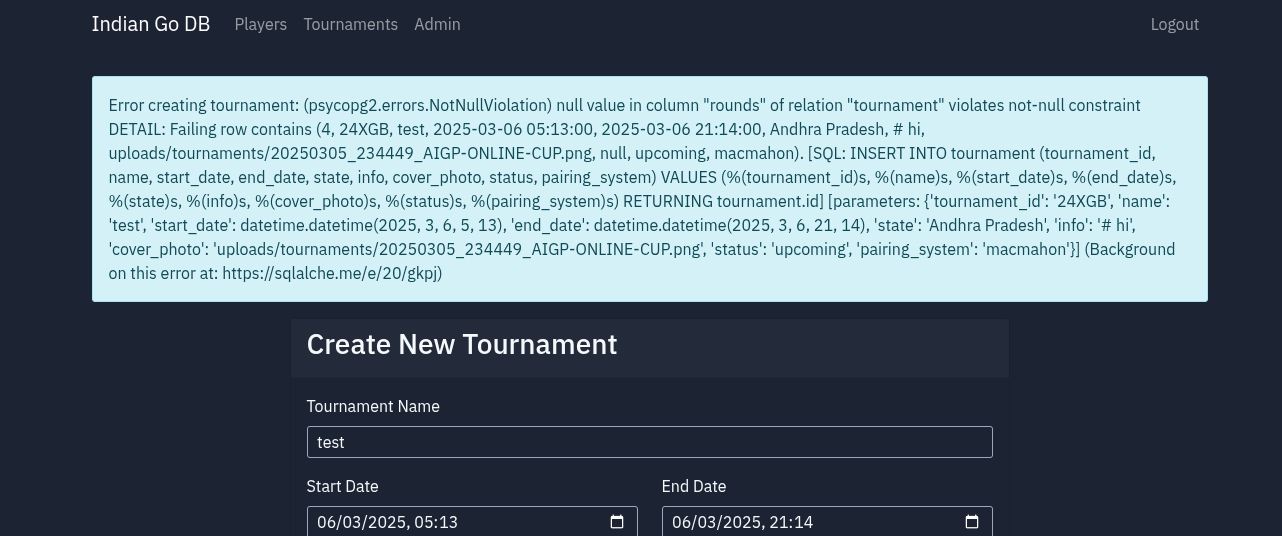 Indian Go DB Players Tournaments Admin Logout
Error creating tournament: (psycopg2.errors.NotNullViolation) null value in column "rounds" of relation "tournament" violates not-null constraint
DETAIL: Failing row contains (4, 24XGB, test, 2025-03-06 05:13:00, 2025-03-06 21:14:00, Andhra Pradesh, # hi,
uploads/tournaments/20250305_234449_AIGP-ONLINE-CUP.png, null, upcoming, macmahon). [SQL: INSERT INTO tournament (tournament_id,
name, start_date, end_date, state, info, cover_photo, status, pairing_system) VALUES (%(tournament_id)s, %(name)s, %(start_date)s, %(end_date)s,
%(state)s, %(info)s, %(cover_photo)s, %(status)s, %(pairing_system)s) RETURNING tournament.id] [parameters: {'tournament_id': '24XGB', 'name':
'test', 'start_date': datetime.datetime(2025, 3, 6, 5, 13), 'end_date': datetime.datetime(2025, 3, 6, 21, 14), 'state': 'Andhra Pradesh', 'info': '# hi',
'cover_photo': 'uploads/tournaments/20250305_234449_AIGP-ONLINE-CUP.png', 'status': 'upcoming', 'pairing_system': 'macmahon'}] (Background
on this error at: https://sqlalche.me/e/20/gkpj)
Create New Tournament
Tournament Name
test
Start Date End Date
06/03/2025, 05:13 06/03/2025, 21:14